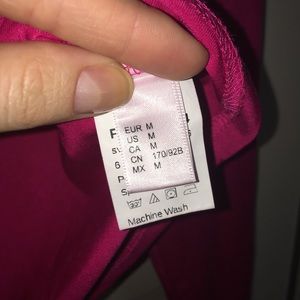 EUR M
US M
CA M
CN 170/92B
MX M
Machine Wash